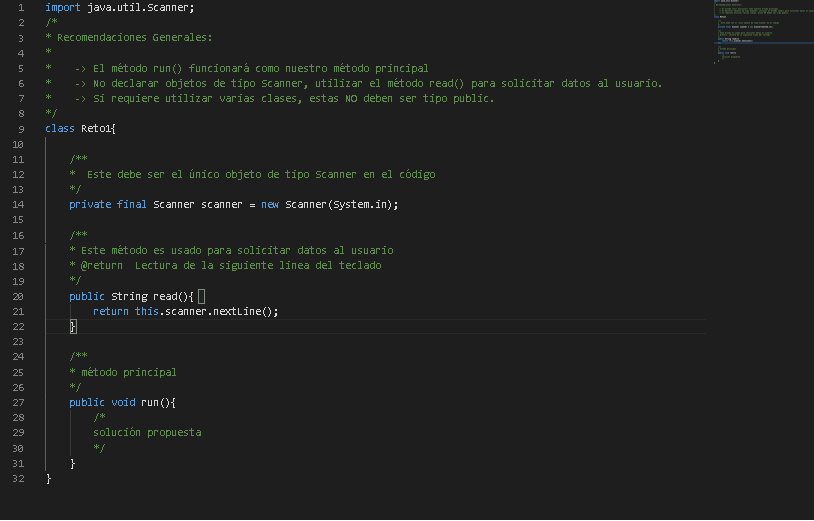 1 import java.util.Scanner;
2 /*
3 * Recomendaciones Generales:
4 *
5 *    -> El método run() funcionará como nuestro método principal
6 *    -> No declarar objetos de tipo Scanner, utilizar el método read() para solicitar datos al usuario.
7 *    -> Si requiere utilizar varias clases, estas NO deben ser tipo public.
8 */
9 class Reto1{
10
11     /**
12     *  Este debe ser el único objeto de tipo Scanner en el código
13     */
14     private final Scanner scanner = new Scanner(System.in);
15
16     /**
17     * Este método es usado para solicitar datos al usuario
18     * @return  Lectura de la siguiente linea del teclado
19     */
20     public String read(){
21         return this.scanner.nextLine();
22     }
23
24     /**
25     * método principal
26     */
27     public void run(){
28         /*
29         solución propuesta
30         */
31     }
32 }